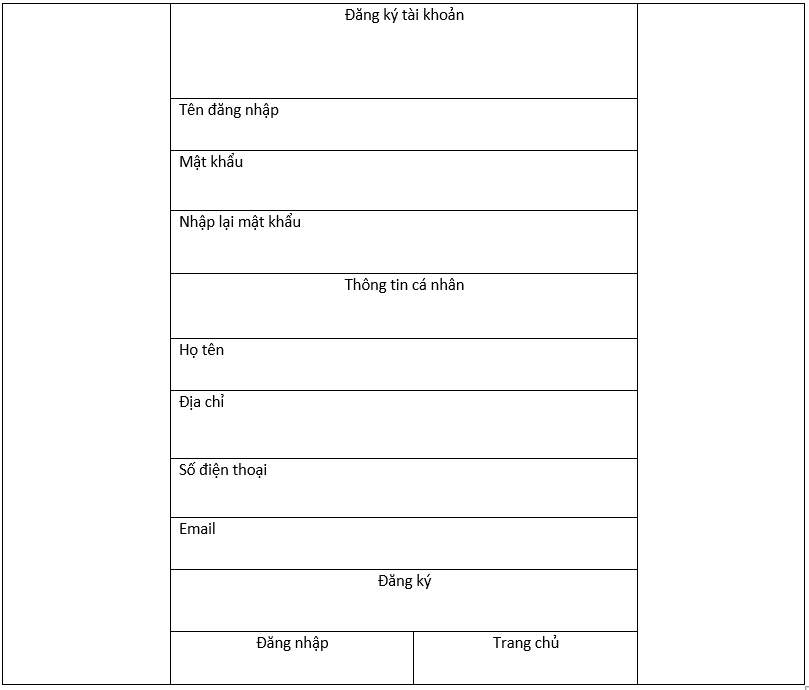 Đăng ký tài khoản
Tên đăng nhập
Mật khẩu
Nhập lại mật khẩu
Thông tin cá nhân
Họ tên
Địa chỉ
Số điện thoại
Email
Đăng ký
Đăng nhập
Trang chủ